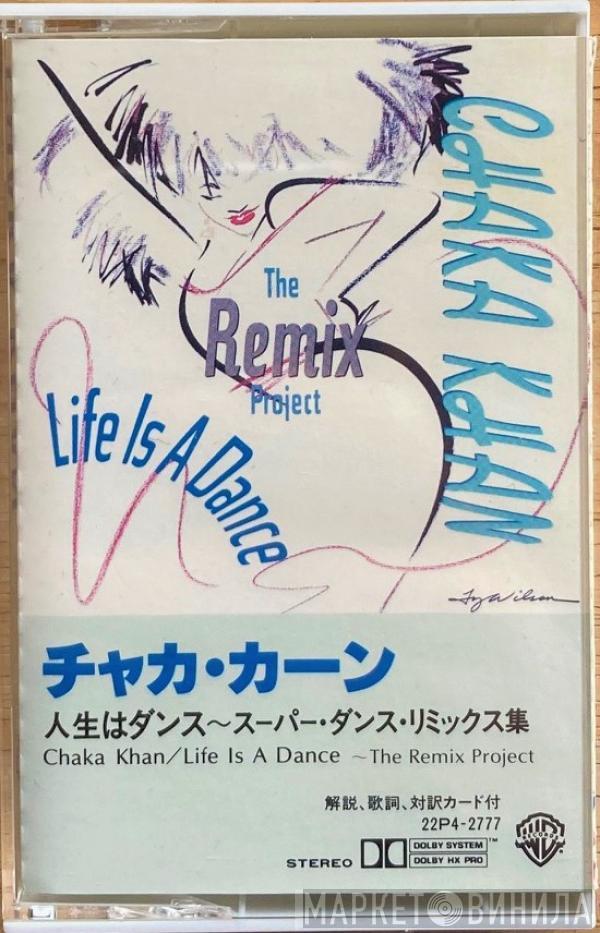 CHAKA KHAN
The
Remix
Project
Life Is A Dance
チャカ・カーン
人生はダンス〜スーパー・ダンス・リミックス集
Chaka Khan/Life Is A Dance 〜The Remix Project
解説、歌詞、対訳カード付
22P4-2777
STEREO
DOLBY SYSTEM™
DOLBY HX PRO
RECORDS
МАРКЕТ ВИНИЛА